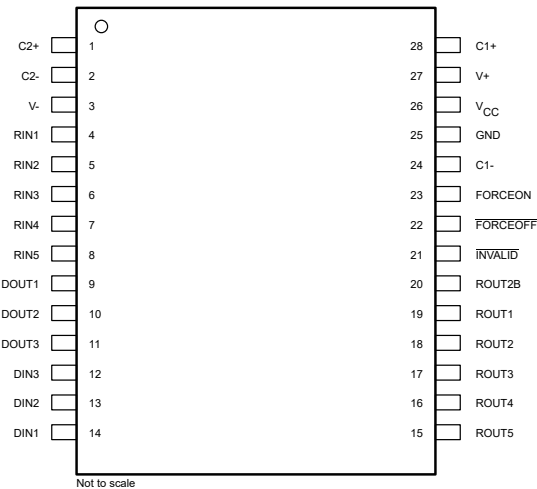 C2+ 1 28 C1+
C2- 2 27 V+
V- 3 26 VCC
RIN1 4 25 GND
RIN2 5 24 C1-
RIN3 6 23 FORCEON
RIN4 7 22 FORCEOFF
RIN5 8 21 INVALID
DOUT1 9 20 ROUT2B
DOUT2 10 19 ROUT1
DOUT3 11 18 ROUT2
DIN3 12 17 ROUT3
DIN2 13 16 ROUT4
DIN1 14 15 ROUT5
Not to scale